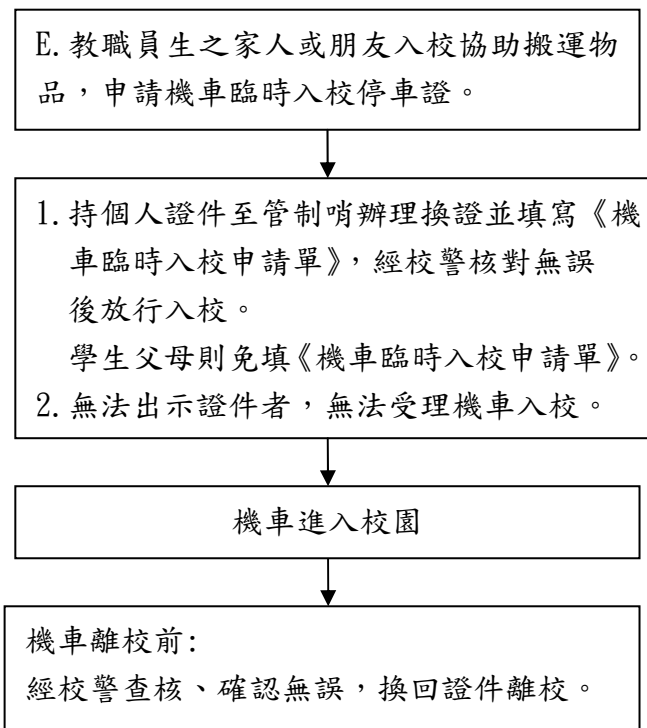 E. 教職員生之家人或朋友入校協助搬運物
品，申請機車臨時入校停車證。
1. 持個人證件至管制哨辦理換證並填寫《機
車臨時入校申請單》，經校警核對無誤
後放行入校。
學生父母則免填《機車臨時入校申請單》。
2. 無法出示證件者，無法受理機車入校。
機車進入校園
機車離校前:
經校警查核、確認無誤，換回證件離校。